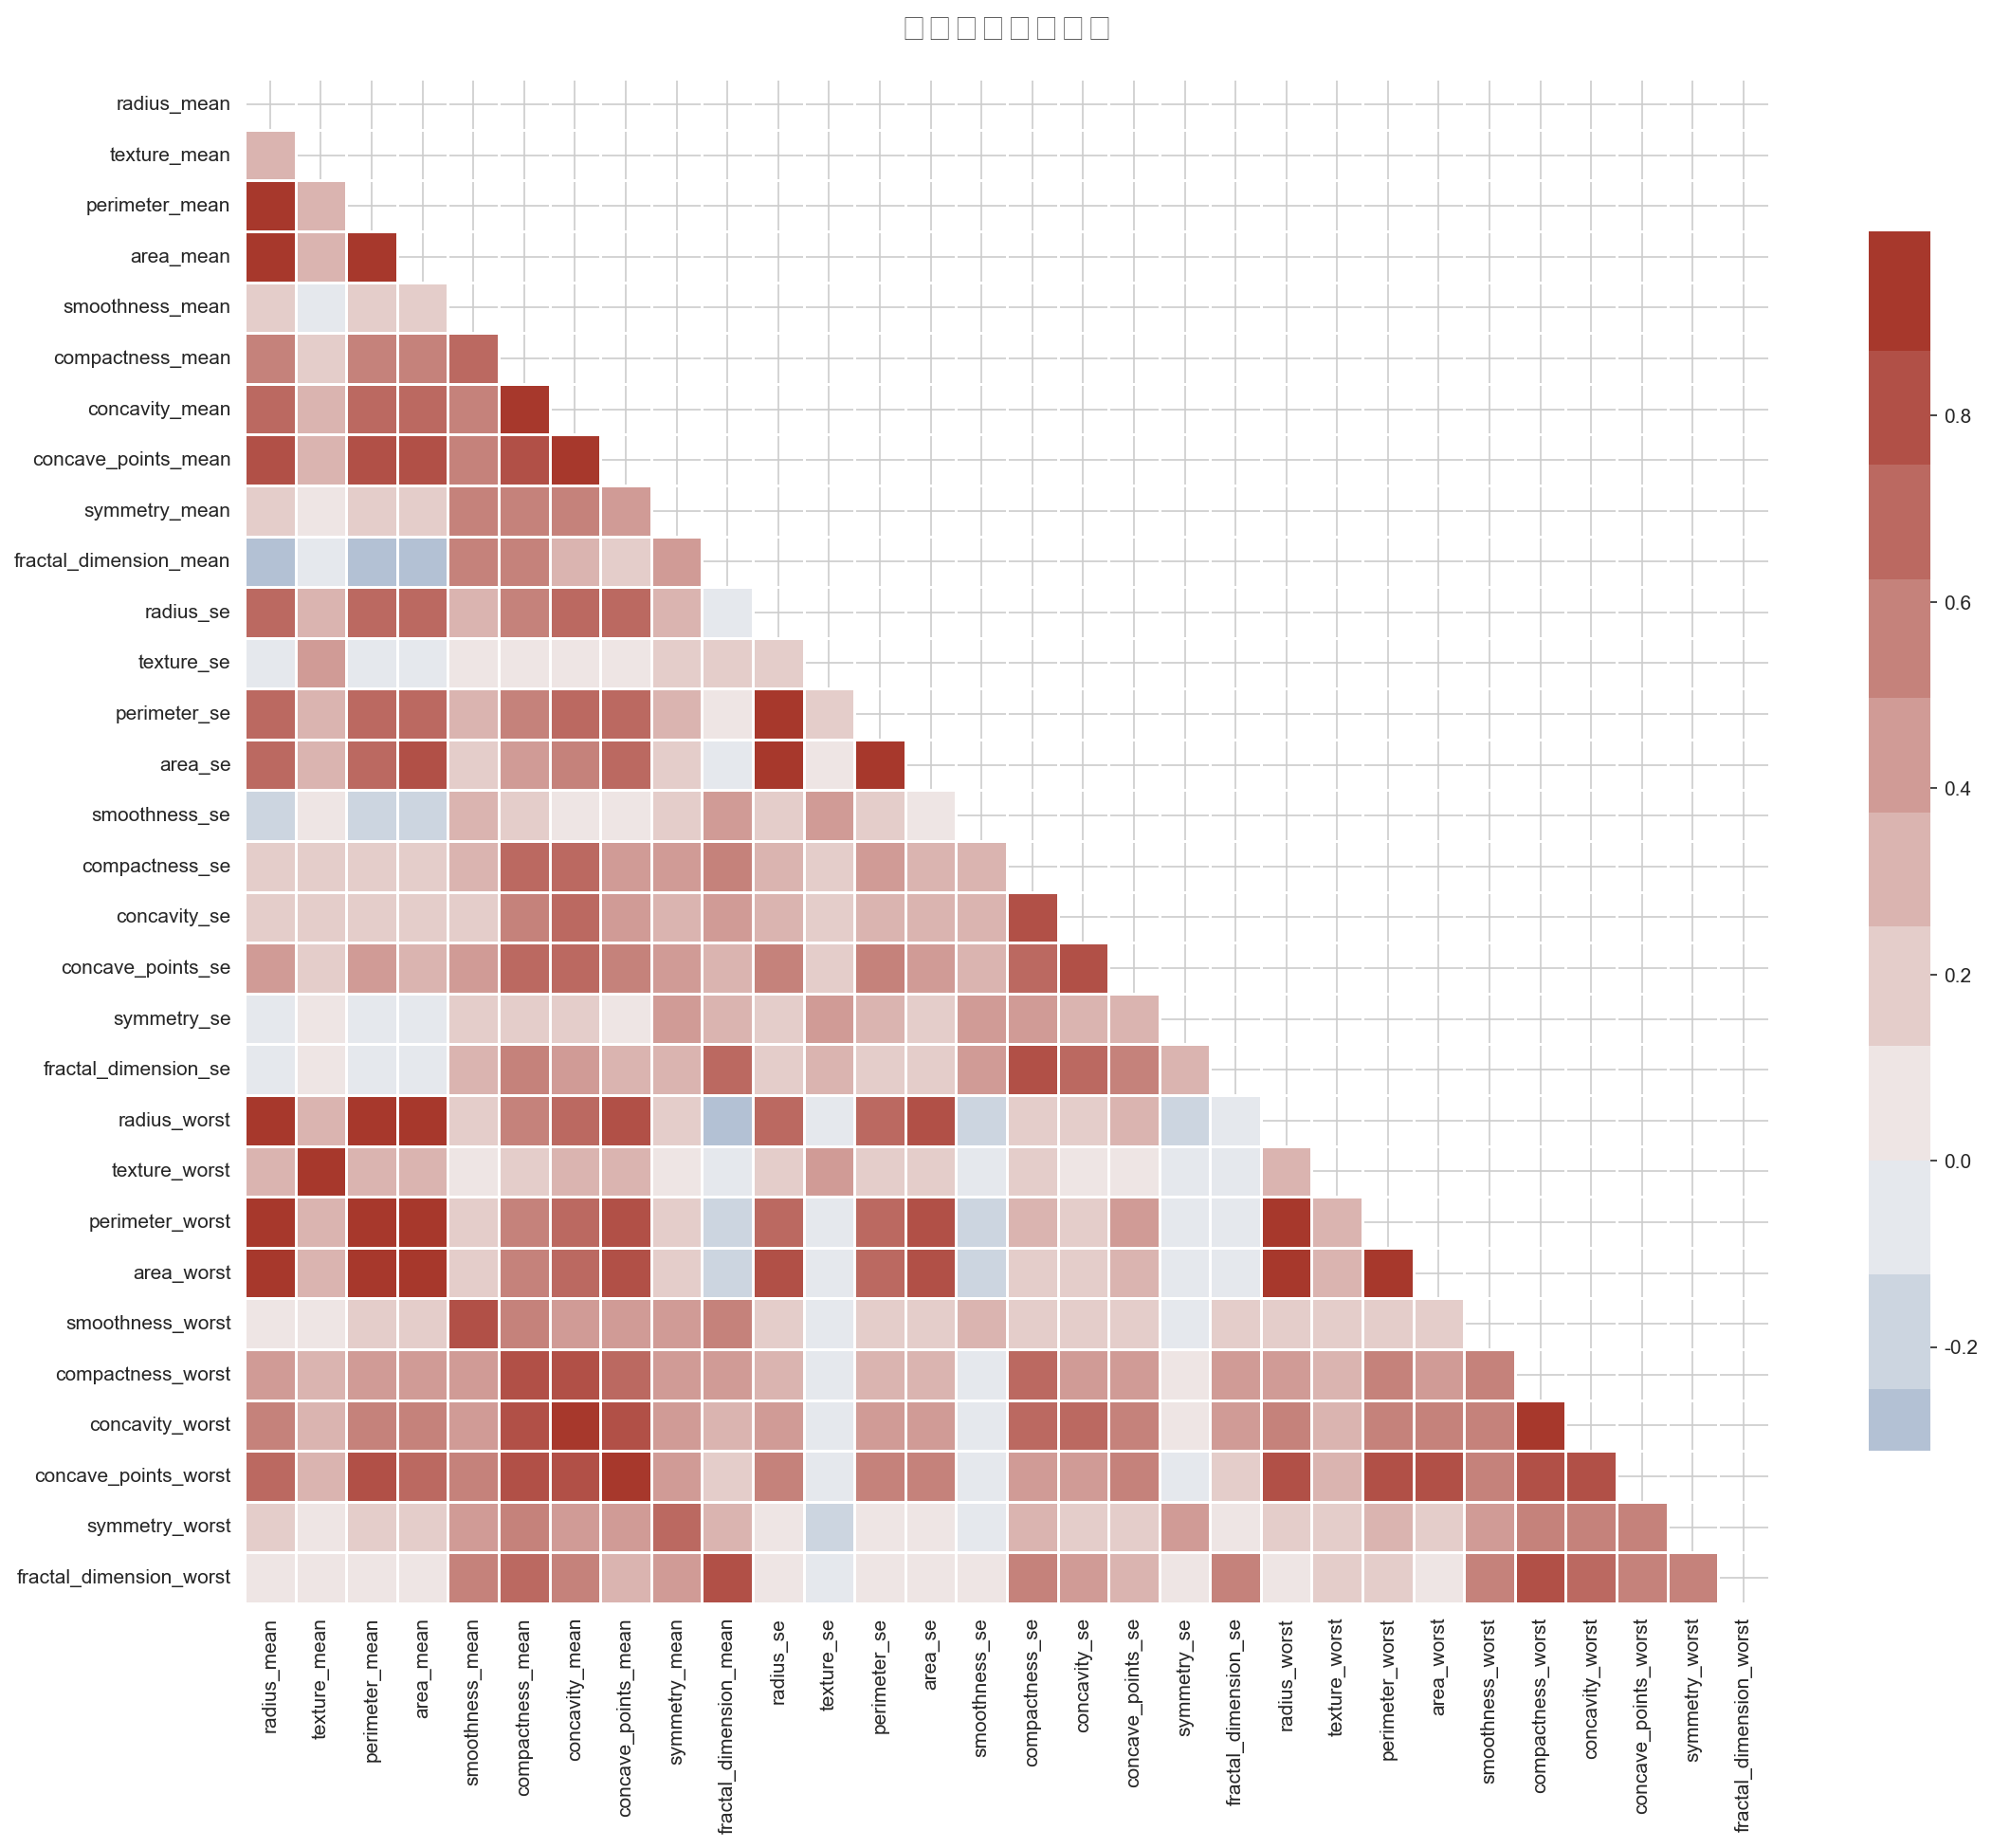 radius_mean
texture_mean
perimeter_mean
area_mean
smoothness_mean
compactness_mean
concavity_mean
concave_points_mean
symmetry_mean
fractal_dimension_mean
radius_se
texture_se
perimeter_se
area_se
smoothness_se
compactness_se
concavity_se
concave_points_se
symmetry_se
fractal_dimension_se
radius_worst
texture_worst
perimeter_worst
area_worst
smoothness_worst
compactness_worst
concavity_worst
concave_points_worst
symmetry_worst
fractal_dimension_worst
radius_mean
texture_mean
perimeter_mean
area_mean
smoothness_mean
compactness_mean
concavity_mean
concave_points_mean
symmetry_mean
fractal_dimension_mean
radius_se
texture_se
perimeter_se
area_se
smoothness_se
compactness_se
concavity_se
concave_points_se
symmetry_se
fractal_dimension_se
radius_worst
texture_worst
perimeter_worst
area_worst
smoothness_worst
compactness_worst
concavity_worst
concave_points_worst
symmetry_worst
fractal_dimension_worst
0.8
0.6
0.4
0.2
0.0
-0.2